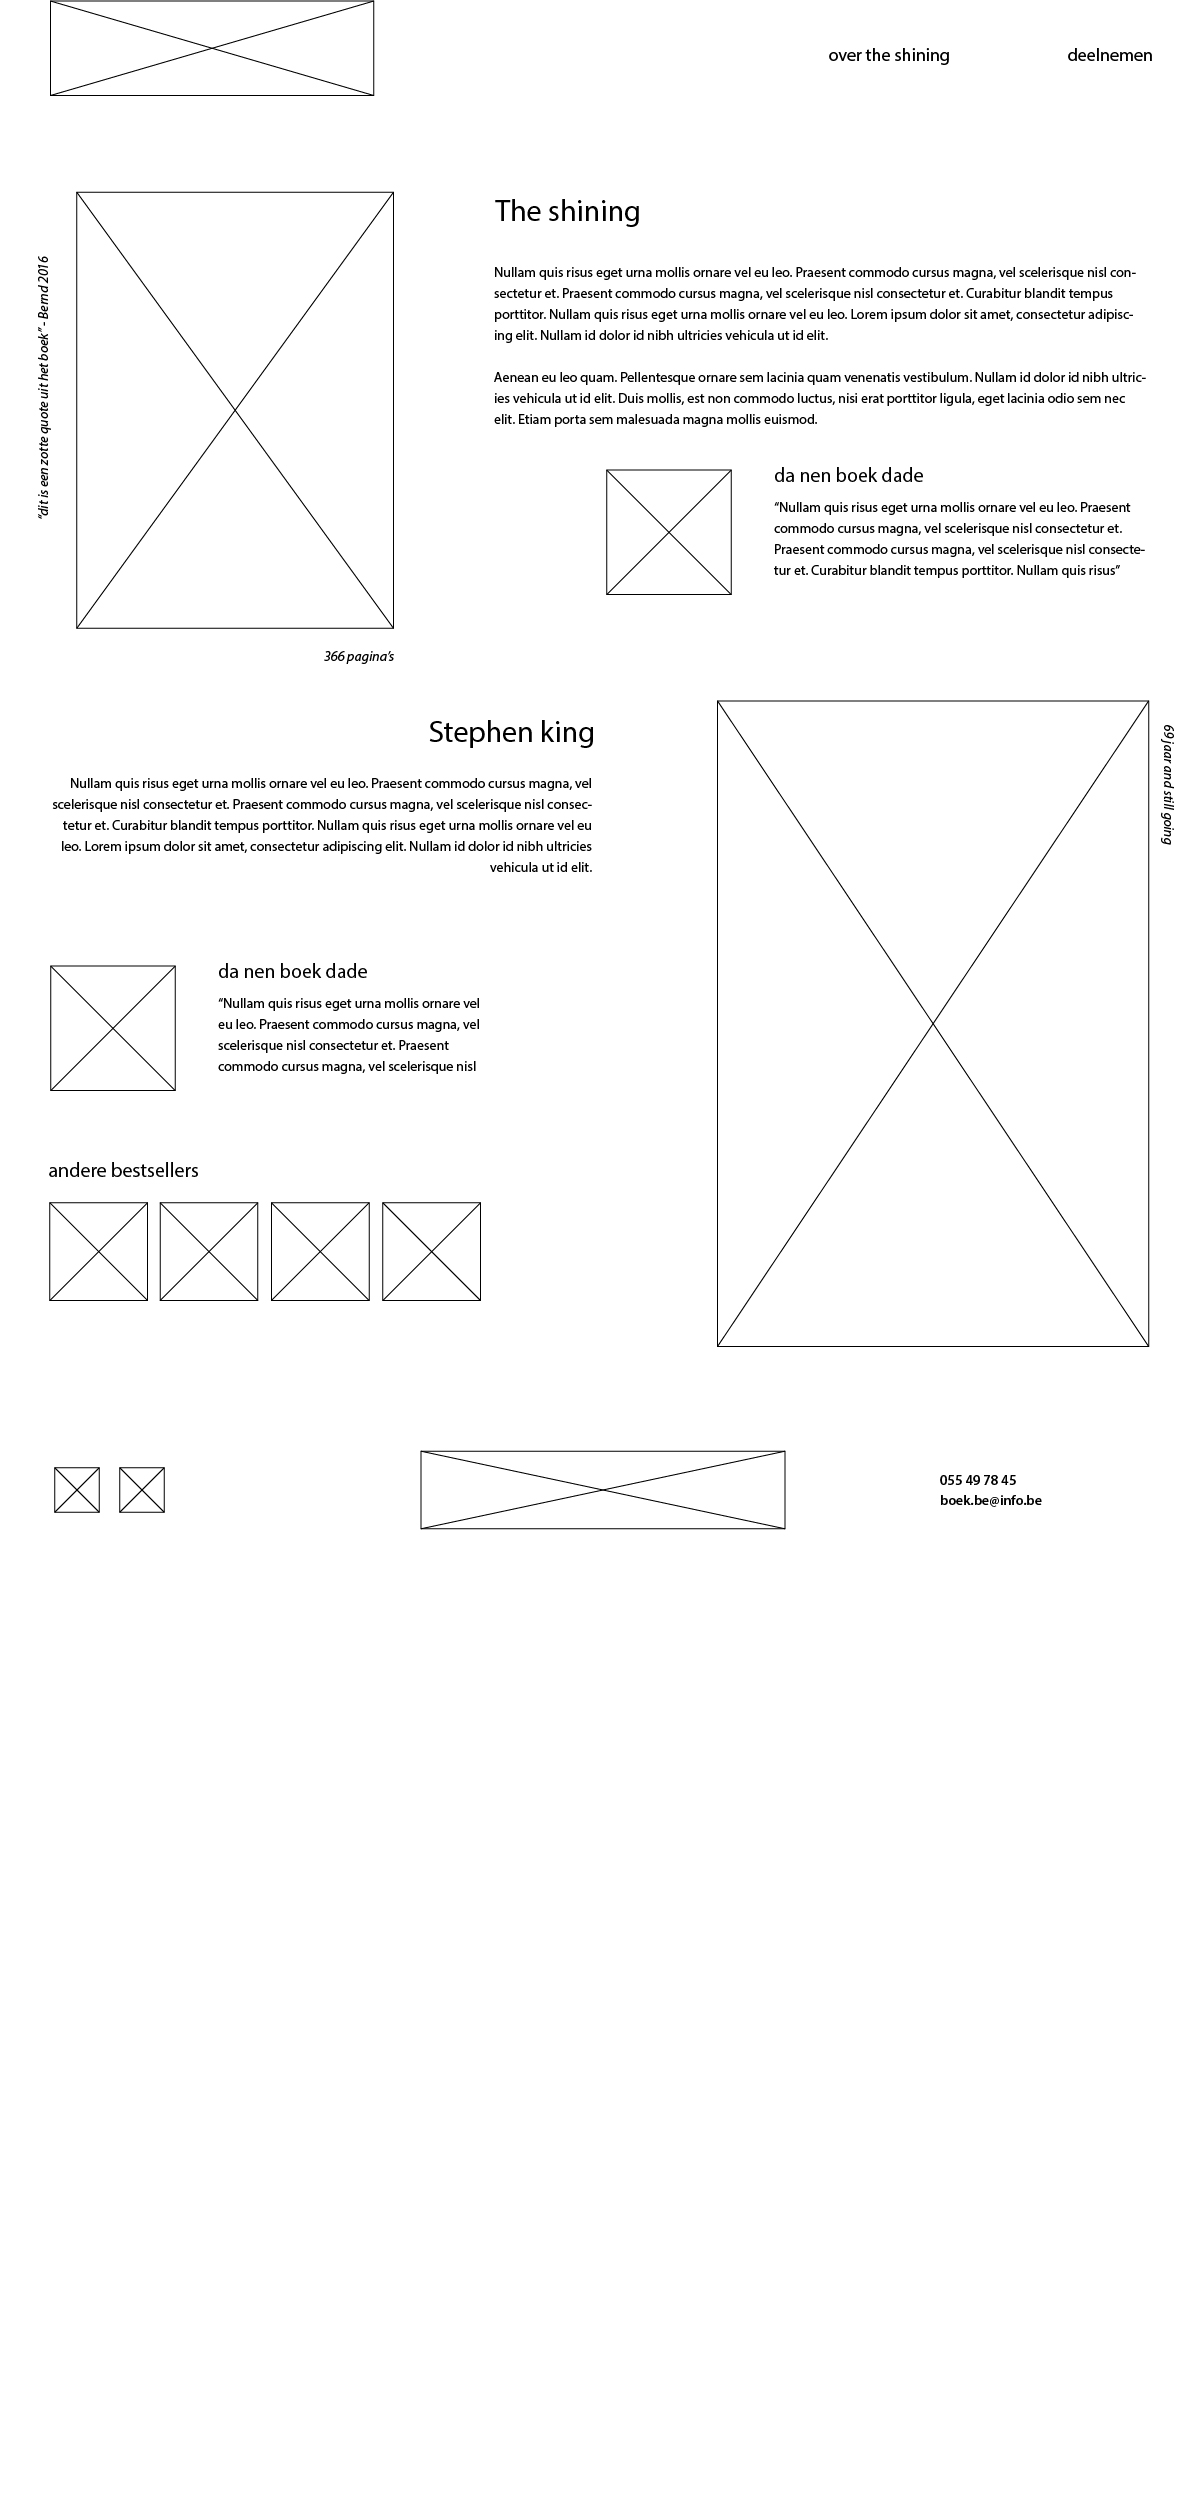 over the shining
deelnemen
The shining
Nullam quis risus eget urna mollis ornare vel eu leo. Praesent commodo cursus magna, vel scelerisque nisl con-
sectetur et. Praesent commodo cursus magna, vel scelerisque nisl consectetur et. Curabitur blandit tempus
porttitor. Nullam quis risus eget urna mollis ornare vel eu leo. Lorem ipsum dolor sit amet, consectetur adipisc-
ing elit. Nullam id dolor id nibh ultricies vehicula ut id elit.
Aenean eu leo quam. Pellentesque ornare sem lacinia quam venenatis vestibulum. Nullam id dolor id nibh ultric-
ies vehicula ut id elit. Duis mollis, est non commodo luctus, nisi erat porttitor ligula, eget lacinia odio sem nec
elit. Etiam porta sem malesuada magna mollis euismod.
“dit is een zotte quote uit het boek” - Bernd 2016
da nen boek dade
“Nullam quis risus eget urna mollis ornare vel eu leo. Praesent
commodo cursus magna, vel scelerisque nisl consectetur et.
Praesent commodo cursus magna, vel scelerisque nisl consecte-
tur et. Curabitur blandit tempus porttitor. Nullam quis risus”
366 pagina’s
Stephen king
Nullam quis risus eget urna mollis ornare vel eu leo. Praesent commodo cursus magna, vel
scelerisque nisl consectetur et. Praesent commodo cursus magna, vel scelerisque nisl consec-
tetur et. Curabitur blandit tempus porttitor. Nullam quis risus eget urna mollis ornare vel eu
leo. Lorem ipsum dolor sit amet, consectetur adipiscing elit. Nullam id dolor id nibh ultricies
vehicula ut id elit.
69 jaar and still going
da nen boek dade
“Nullam quis risus eget urna mollis ornare vel
eu leo. Praesent commodo cursus magna, vel
scelerisque nisl consectetur et. Praesent
commodo cursus magna, vel scelerisque nisl
andere bestsellers
055 49 78 45
boek.be@info.be